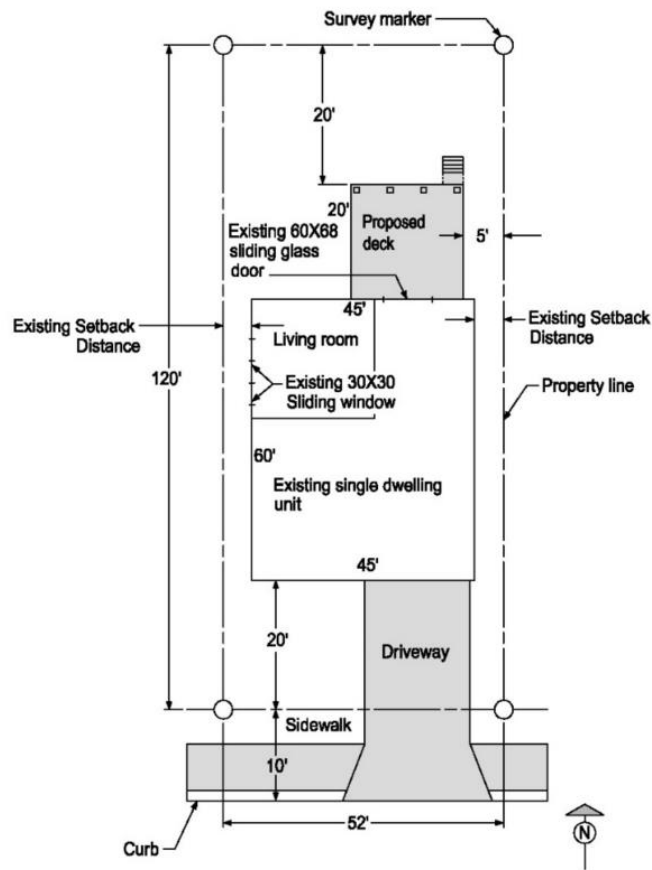 Survey marker
20'
20'
Proposed
deck
Existing 60X68
sliding glass
door
5'
45'
Existing Setback
Distance
Living room
Existing Setback
Distance
120'
Existing 30X30
Sliding window
Property line
60'
Existing single dwelling
unit
45'
20'
Driveway
Sidewalk
10'
52'
Curb
N